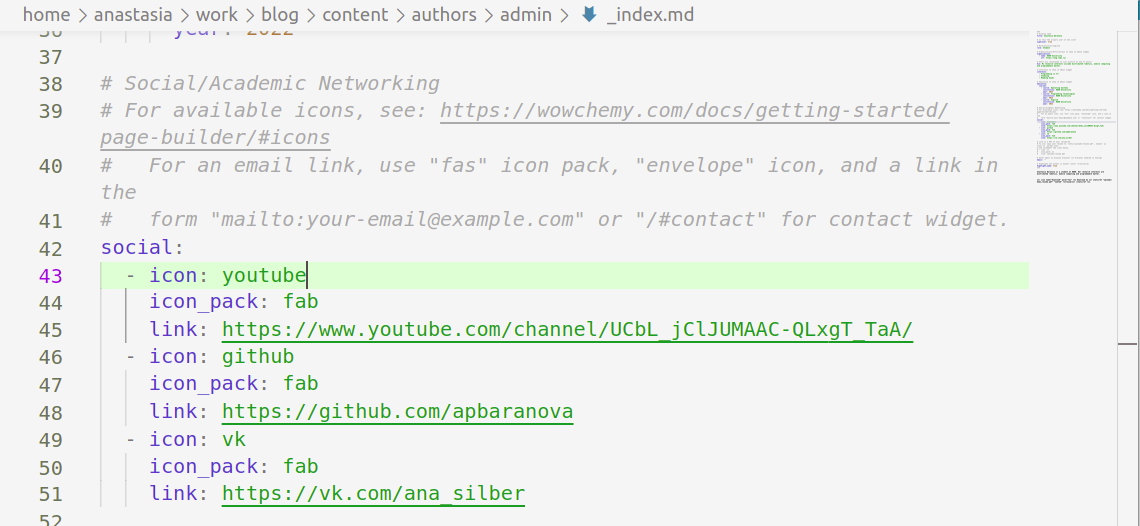 home > anastasia > work > blog > content > authors > admin > _index.md
36 year: 2022
37
38 # Social/Academic Networking
39 # For available icons, see: https://wowchemy.com/docs/getting-started/
page-builder/#icons
40 #   For an email link, use "fas" icon pack, "envelope" icon, and a link in
the
41 #   form "mailto:your-email@example.com" or "/#contact" for contact widget.
42 social:
43   - icon: youtube
44     icon_pack: fab
45     link: https://www.youtube.com/channel/UCbL_jClJUMAAC-QLxgT_TaA/
46   - icon: github
47     icon_pack: fab
48     link: https://github.com/apbaranova
49   - icon: vk
50     icon_pack: fab
51     link: https://vk.com/ana_silber
52